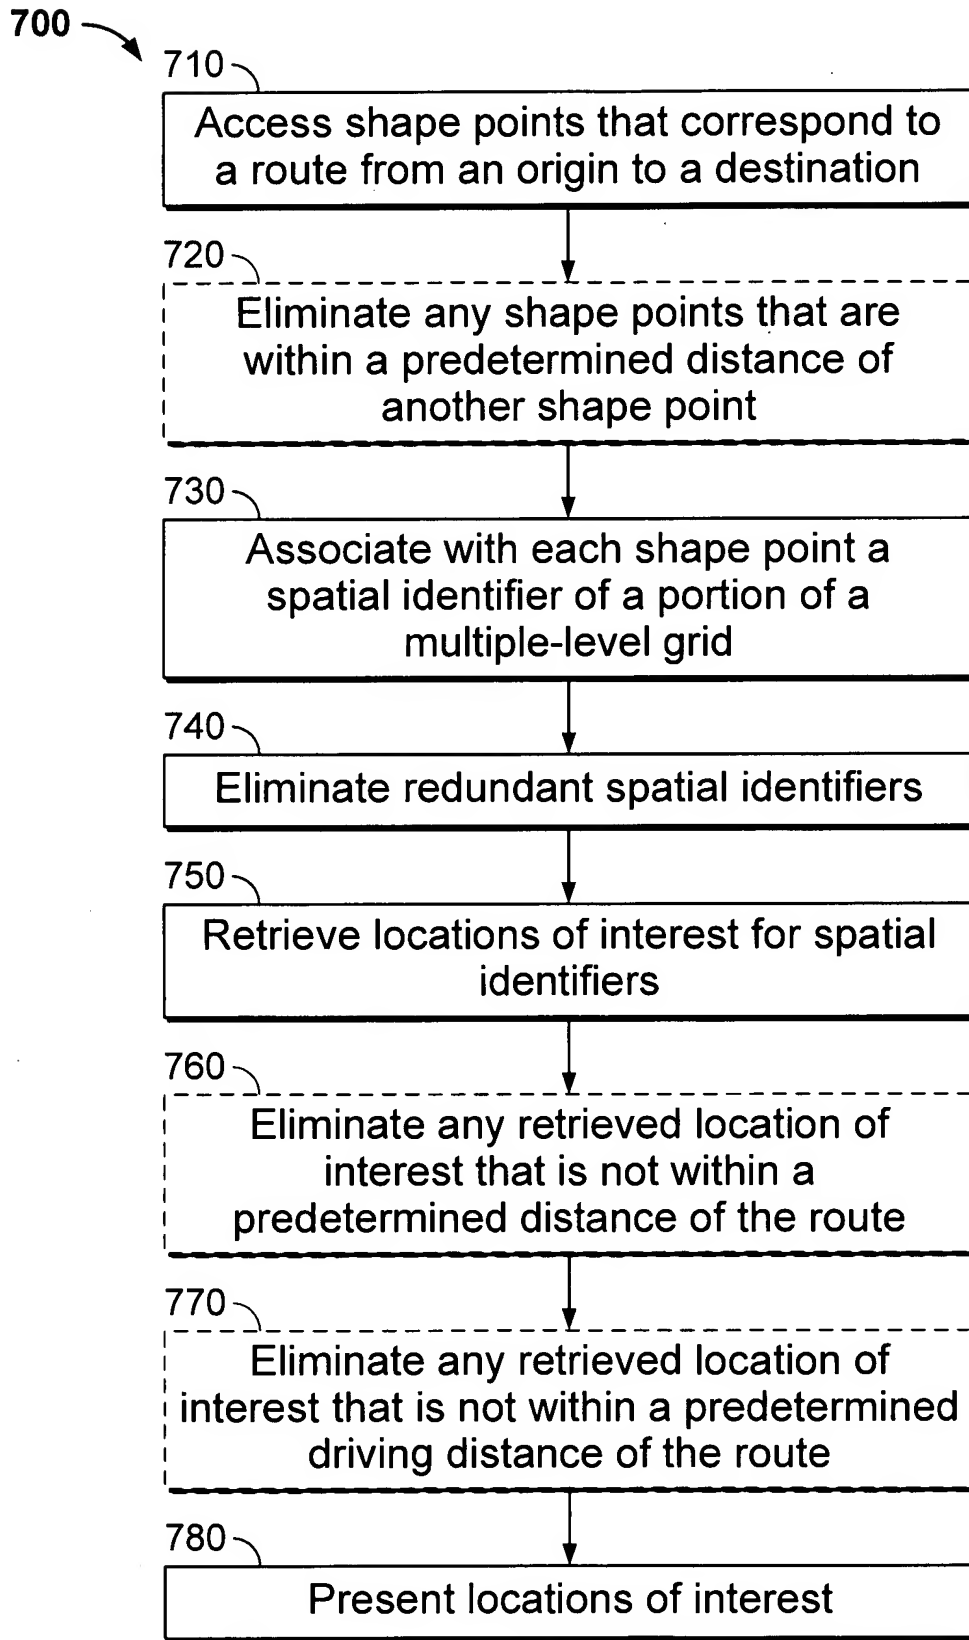 700
710
Access shape points that correspond to
a route from an origin to a destination
720
Eliminate any shape points that are
within a predetermined distance of
another shape point
730
Associate with each shape point a
spatial identifier of a portion of a
multiple-level grid
740
Eliminate redundant spatial identifiers
750
Retrieve locations of interest for spatial
identifiers
760
Eliminate any retrieved location of
interest that is not within a
predetermined distance of the route
770
Eliminate any retrieved location of
interest that is not within a predetermined
driving distance of the route
780
Present locations of interest